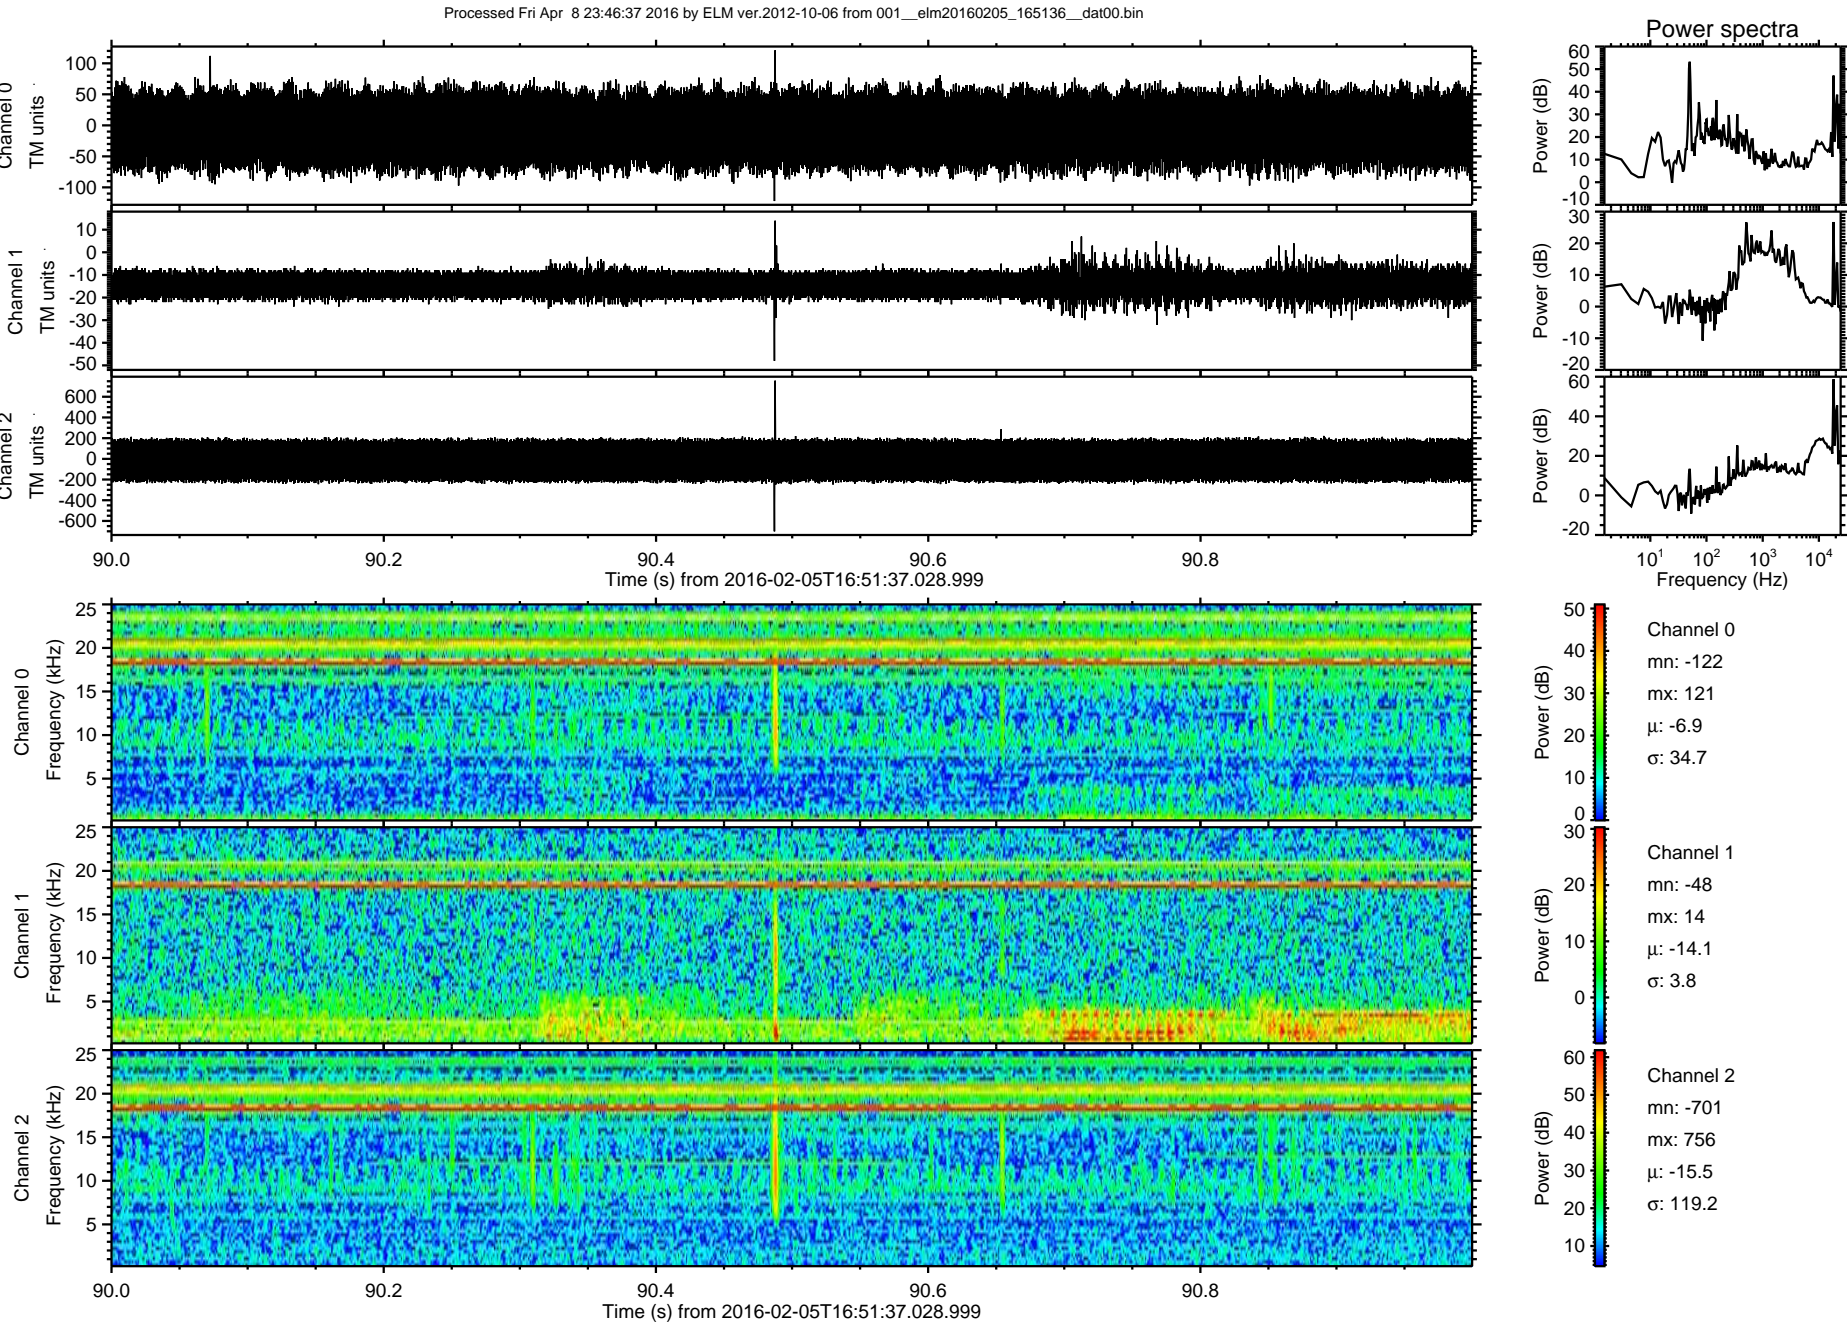 Processed Fri Apr  8 23:46:37 2016 by ELM ver.2012-10-06 from 001__elm20160205_165136__dat00.bin
Power spectra
Channel 0
TM units
100
50
0
-50
-100
Power (dB)
60
50
40
30
20
10
0
-10
Channel 1
TM units
10
0
-10
-20
-30
-40
-50
Power (dB)
30
20
10
0
-10
-20
Channel 2
TM units
600
400
200
0
-200
-400
-600
Power (dB)
60
40
20
0
-20
90.0 90.2 90.4 90.6 90.8
Time (s) from 2016-02-05T16:51:37.028.999
10¹ 10² 10³ 10⁴
Frequency (Hz)
Channel 0
Frequency (kHz)
25
20
15
10
5
Power (dB)
50
40
30
20
10
0
Channel 0
mn: -122
mx: 121
μ: -6.9
σ: 34.7
Channel 1
Frequency (kHz)
25
20
15
10
5
Power (dB)
30
20
10
0
Channel 1
mn: -48
mx: 14
μ: -14.1
σ: 3.8
Channel 2
Frequency (kHz)
25
20
15
10
5
Power (dB)
60
50
40
30
20
10
Channel 2
mn: -701
mx: 756
μ: -15.5
σ: 119.2
90.0 90.2 90.4 90.6 90.8
Time (s) from 2016-02-05T16:51:37.028.999